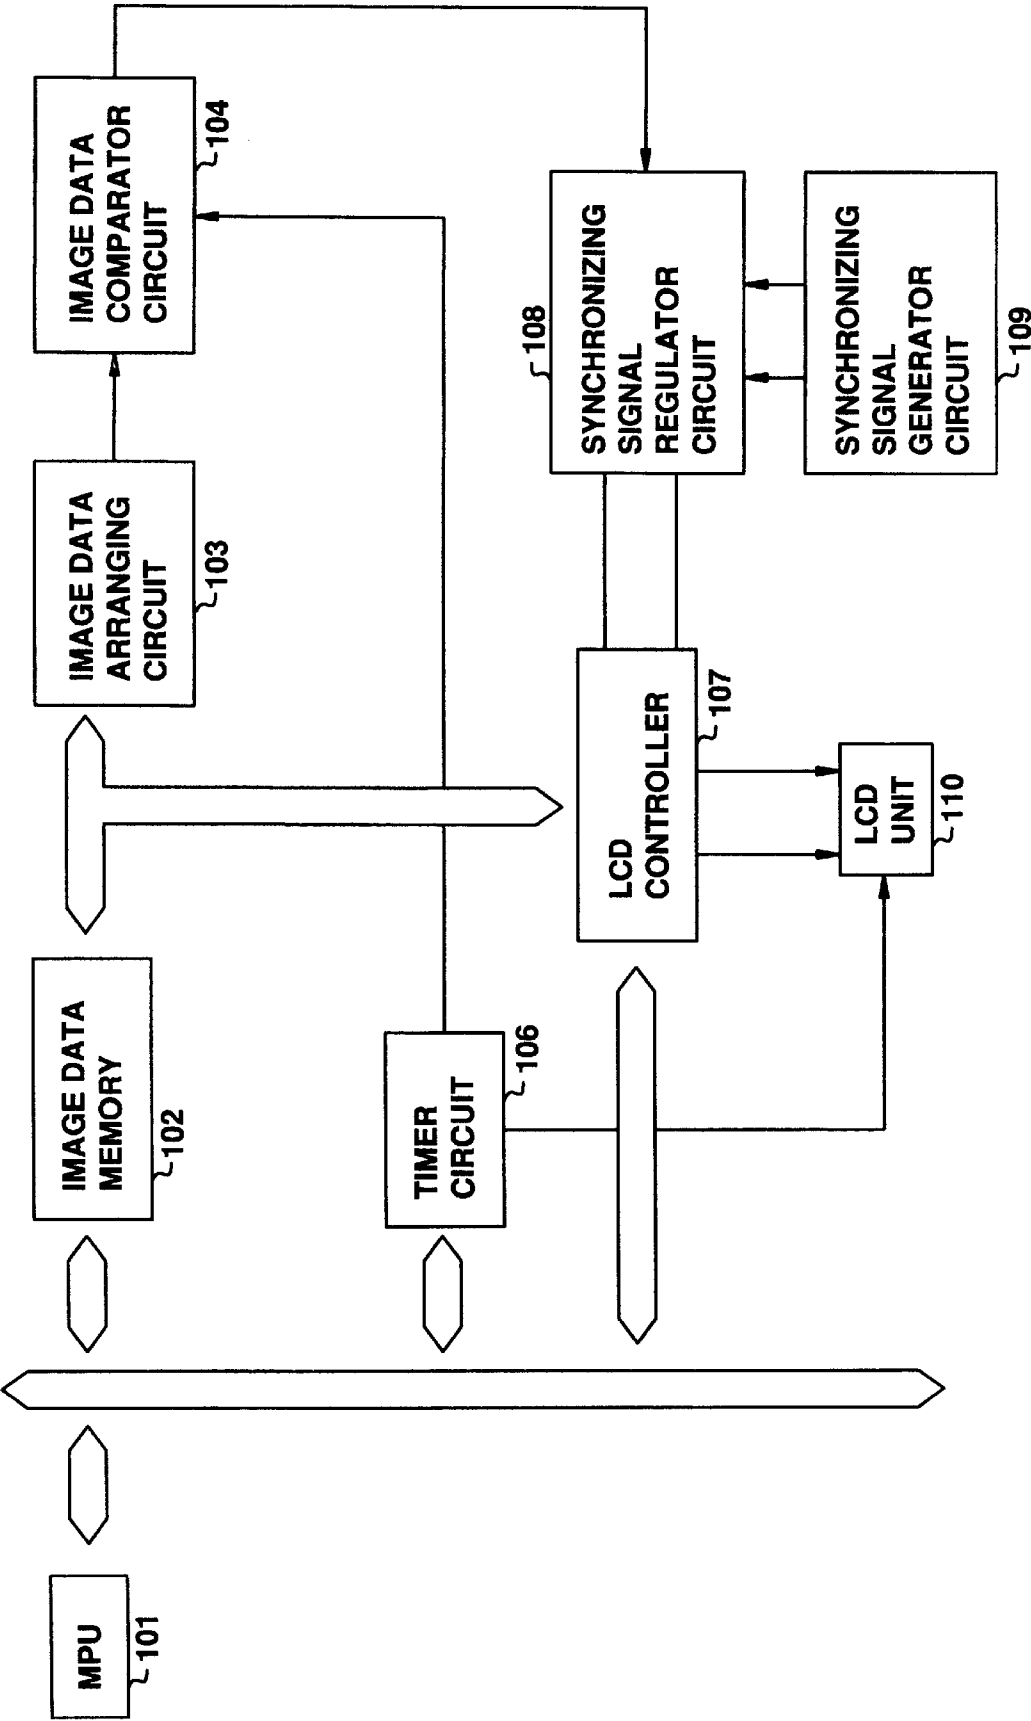 MPU
101
IMAGE DATA
MEMORY
102
IMAGE DATA
ARRANGING
CIRCUIT
103
IMAGE DATA
COMPARATOR
CIRCUIT
104
TIMER
CIRCUIT
106
LCD
CONTROLLER
107
SYNCHRONIZING
SIGNAL
REGULATOR
CIRCUIT
108
SYNCHRONIZING
SIGNAL
GENERATOR
CIRCUIT
109
LCD
UNIT
110